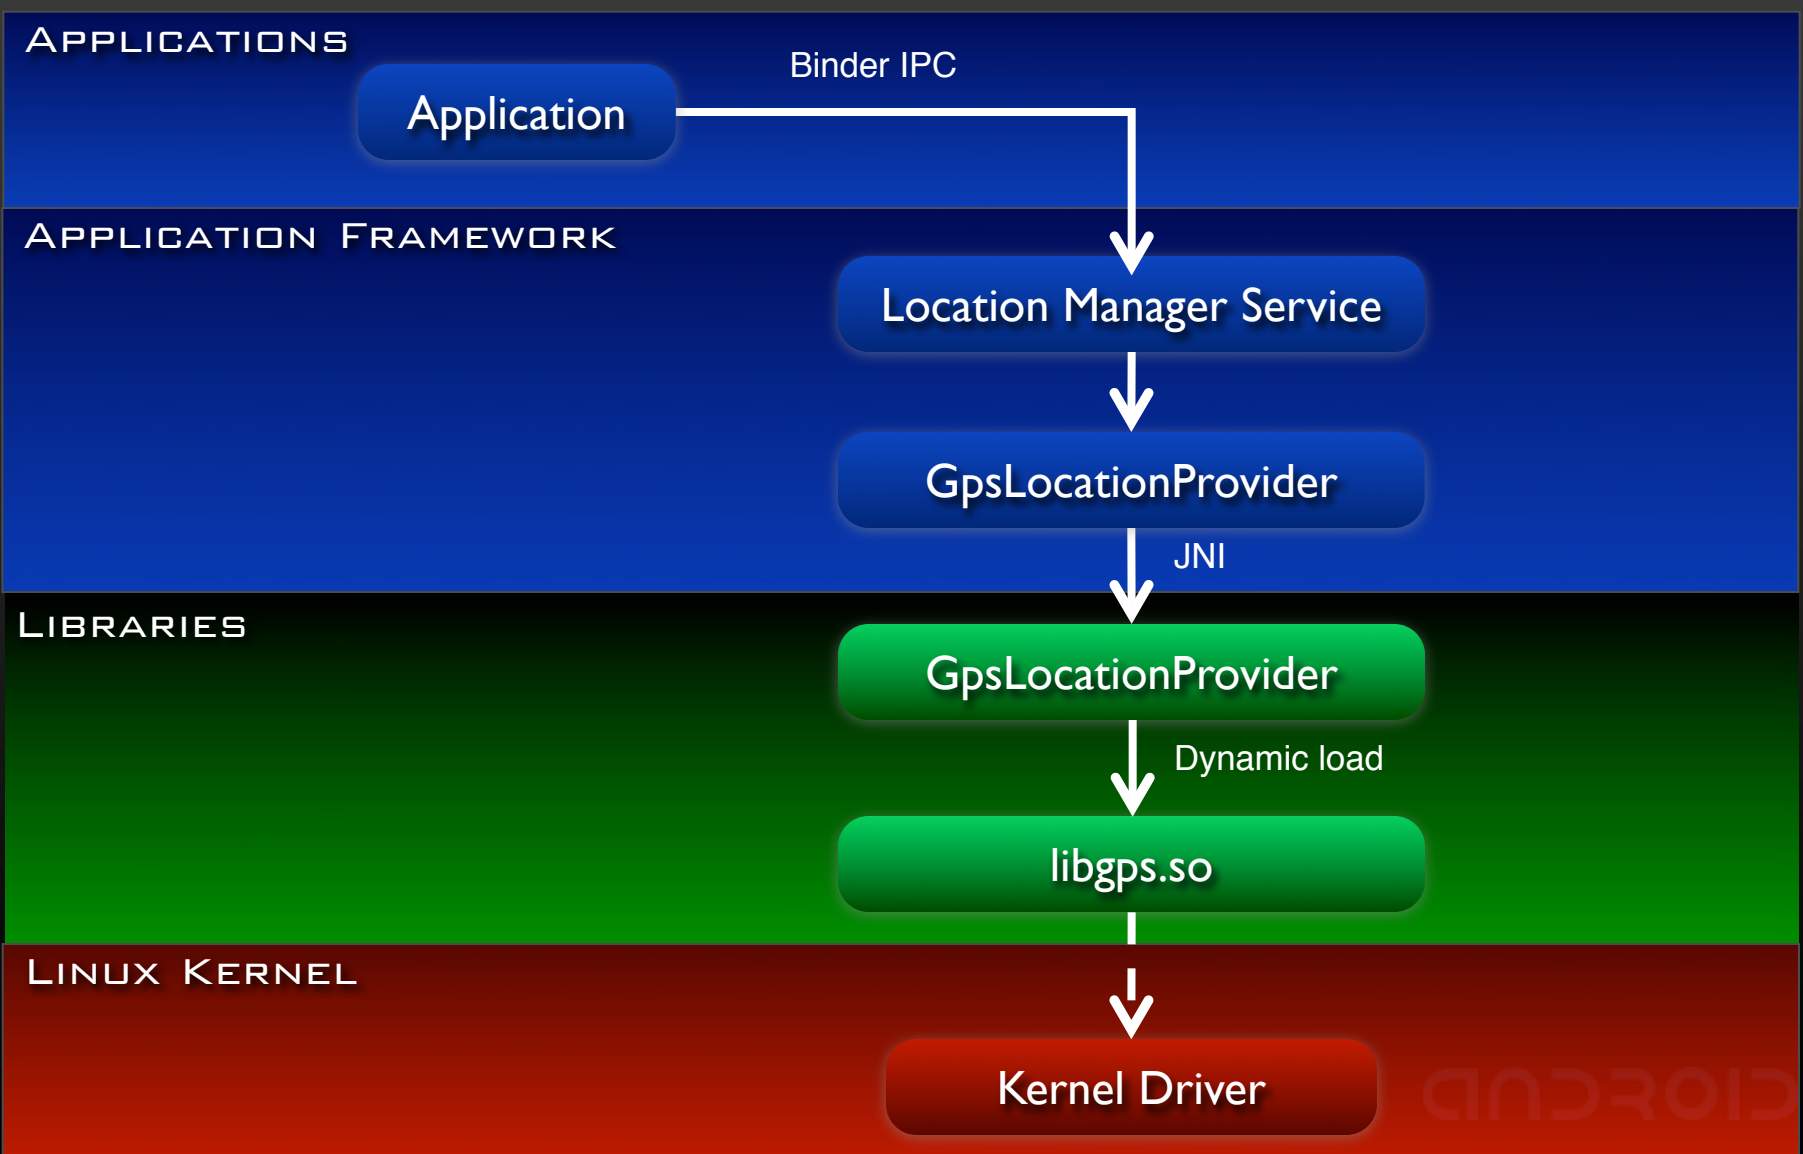 APPLICATIONS
Binder IPC
Application
APPLICATION FRAMEWORK
Location Manager Service
GpsLocationProvider
JNI
LIBRARIES
GpsLocationProvider
Dynamic load
libgps.so
LINUX KERNEL
Kernel Driver
ANDROID